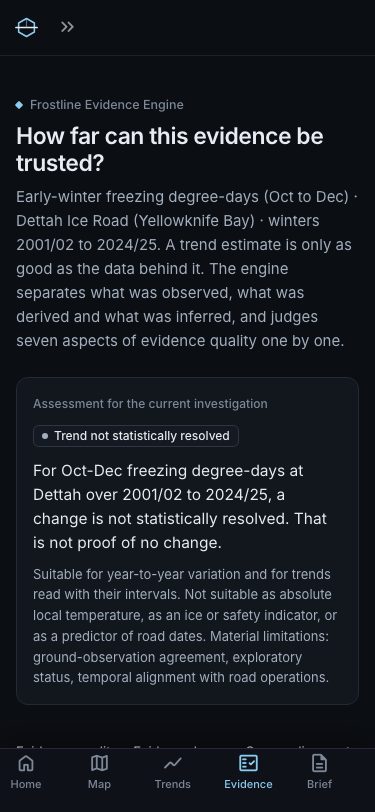 Frostline Evidence Engine
How far can this evidence be
trusted?
Early-winter freezing degree-days (Oct to Dec) ·
Dettah Ice Road (Yellowknife Bay) · winters
2001/02 to 2024/25. A trend estimate is only as
good as the data behind it. The engine
separates what was observed, what was
derived and what was inferred, and judges
seven aspects of evidence quality one by one.
Assessment for the current investigation
Trend not statistically resolved
For Oct-Dec freezing degree-days at
Dettah over 2001/02 to 2024/25, a
change is not statistically resolved. That
is not proof of no change.
Suitable for year-to-year variation and for trends
read with their intervals. Not suitable as absolute
local temperature, as an ice or safety indicator, or
as a predictor of road dates. Material limitations:
ground-observation agreement, exploratory
status, temporal alignment with road operations.
Home Map Trends Evidence Brief